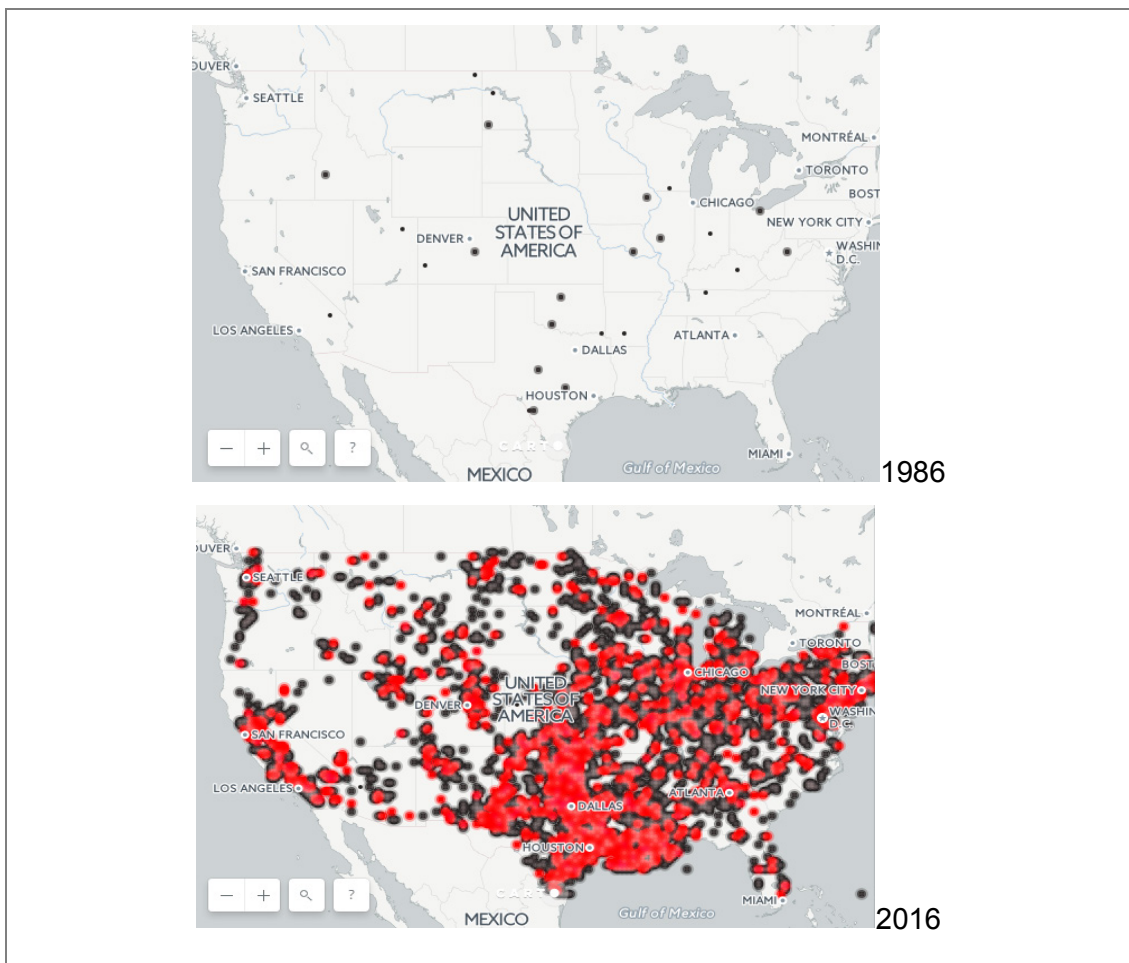 OUVER
SEATTLE
MONTRÉAL
TORONTO
BOST
CHICAGO
NEW YORK CITY
UNITED
STATES OF
AMERICA
DENVER
WASHIN
D.C.
SAN FRANCISCO
LOS ANGELES
ATLANTA
DALLAS
HOUSTON
− + ?
CART
MIAMI
MEXICO
Gulf of Mexico
1986
OUVER
SEATTLE
MONTRÉAL
TORONTO
BOST
CHICAGO
UNITED
STATES OF
AMERICA
NEW YORK CITY
DENVER
WASHIN
D.C.
SAN FRANCISCO
LOS ANGELES
ATLANTA
DALLAS
HOUSTON
− + ?
CART
MIAMI
MEXICO
Gulf of Mexico
2016